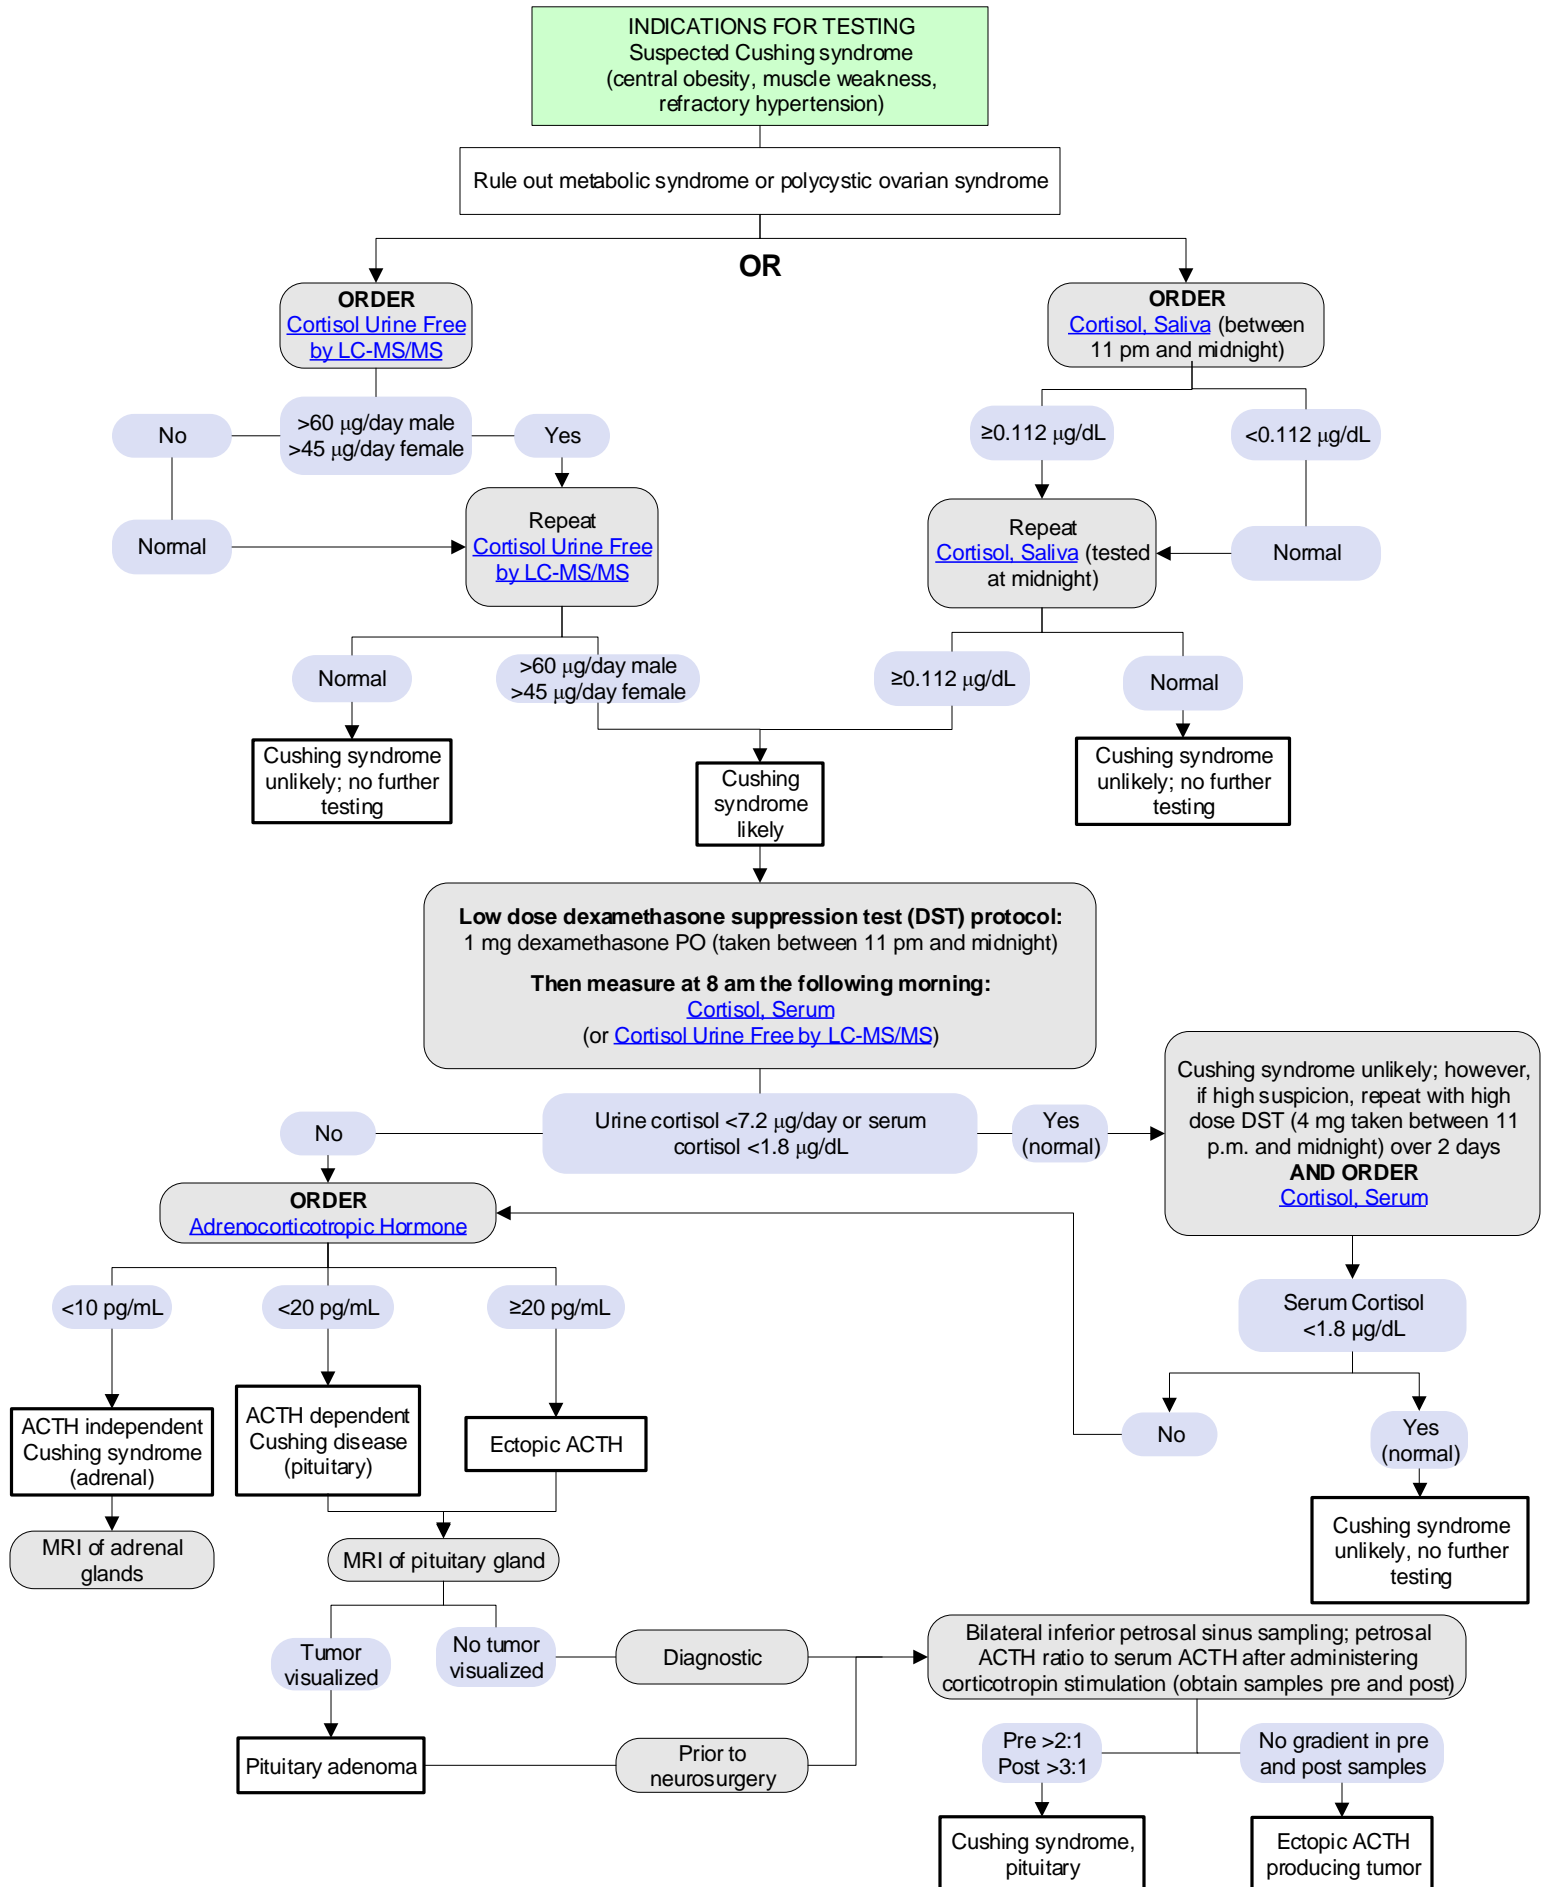 INDICATIONS FOR TESTING
Suspected Cushing syndrome
(central obesity, muscle weakness,
refractory hypertension)
Rule out metabolic syndrome or polycystic ovarian syndrome
OR
ORDER
Cortisol Urine Free
by LC-MS/MS
ORDER
Cortisol, Saliva (between
11 pm and midnight)
No
>60 μg/day male
>45 μg/day female
Yes
≥0.112 μg/dL
<0.112 μg/dL
Normal
Repeat
Cortisol Urine Free
by LC-MS/MS
Repeat
Cortisol, Saliva (tested
at midnight)
Normal
Normal
>60 μg/day male
>45 μg/day female
≥0.112 μg/dL
Normal
Cushing syndrome
unlikely; no further
testing
Cushing
syndrome
likely
Cushing syndrome
unlikely; no further
testing
Low dose dexamethasone suppression test (DST) protocol:
1 mg dexamethasone PO (taken between 11 pm and midnight)
Then measure at 8 am the following morning:
Cortisol, Serum
(or Cortisol Urine Free by LC-MS/MS)
No
Urine cortisol <7.2 μg/day or serum
cortisol <1.8 μg/dL
Yes
(normal)
Cushing syndrome unlikely; however,
if high suspicion, repeat with high
dose DST (4 mg taken between 11
p.m. and midnight) over 2 days
AND ORDER
Cortisol, Serum
ORDER
Adrenocorticotropic Hormone
<10 pg/mL
<20 pg/mL
≥20 pg/mL
Serum Cortisol
<1.8 μg/dL
No
Yes
(normal)
ACTH independent
Cushing syndrome
(adrenal)
ACTH dependent
Cushing disease
(pituitary)
Ectopic ACTH
Cushing syndrome
unlikely, no further
testing
MRI of adrenal
glands
MRI of pituitary gland
Tumor
visualized
No tumor
visualized
Diagnostic
Bilateral inferior petrosal sinus sampling; petrosal
ACTH ratio to serum ACTH after administering
corticotropin stimulation (obtain samples pre and post)
Pituitary adenoma
Prior to
neurosurgery
Pre >2:1
Post >3:1
No gradient in pre
and post samples
Cushing syndrome,
pituitary
Ectopic ACTH
producing tumor